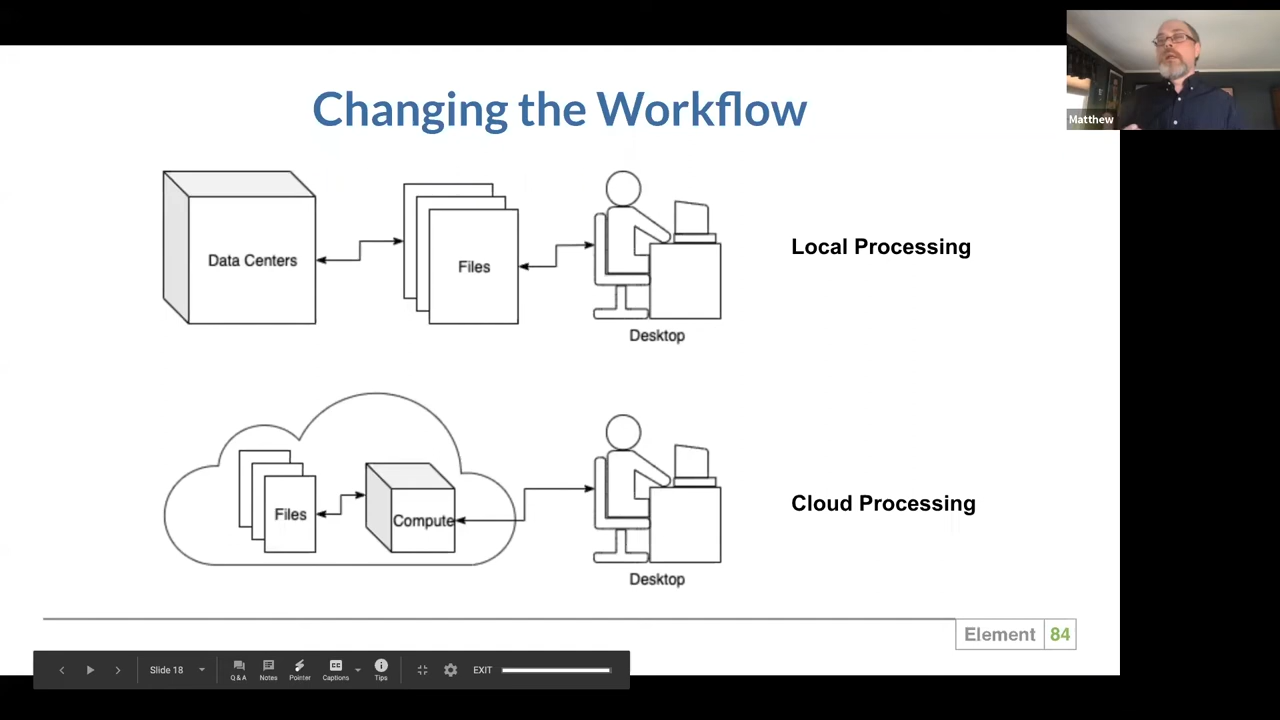 Changing the Workflow
Matthew
Data Centers
Files
Desktop
Local Processing
Files
Compute
Desktop
Cloud Processing
Element 84
Slide 18
Q & A
Notes
Pointer
Captions
Tips
EXIT